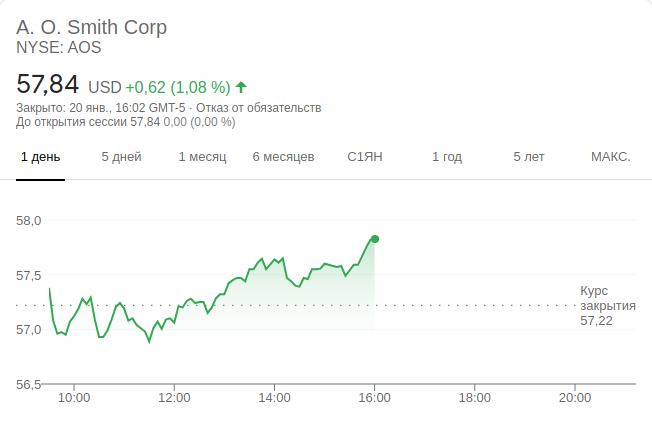 A. O. Smith Corp
NYSE: AOS
57,84 USD +0,62 (1,08 %)
Закрыто: 20 янв., 16:02 GMT-5 · Отказ от обязательств
До открытия сессии 57,84 0,00 (0,00 %)
1 день 5 дней 1 месяц 6 месяцев С1ЯН 1 год 5 лет МАКС.
58,0
57,5
Курс
закрытия
57,22
57,0
56,5
10:00 12:00 14:00 16:00 18:00 20:00